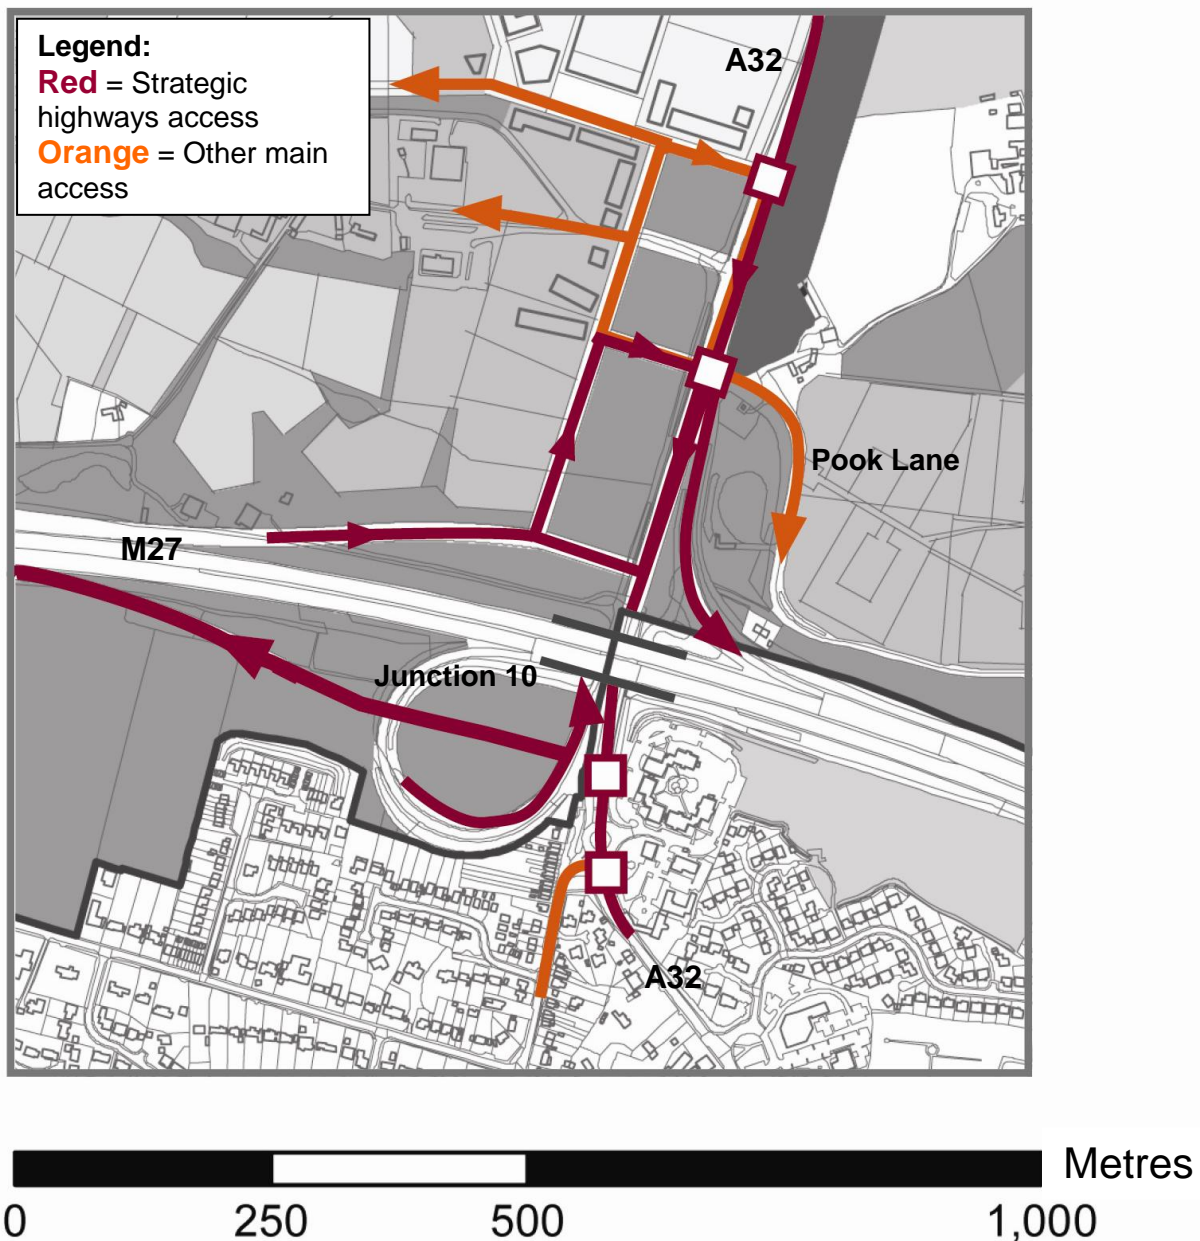 Legend:
Red = Strategic
highways access
Orange = Other main
access
A32
Pook Lane
M27
Junction 10
A32
Metres
0 250 500 1,000